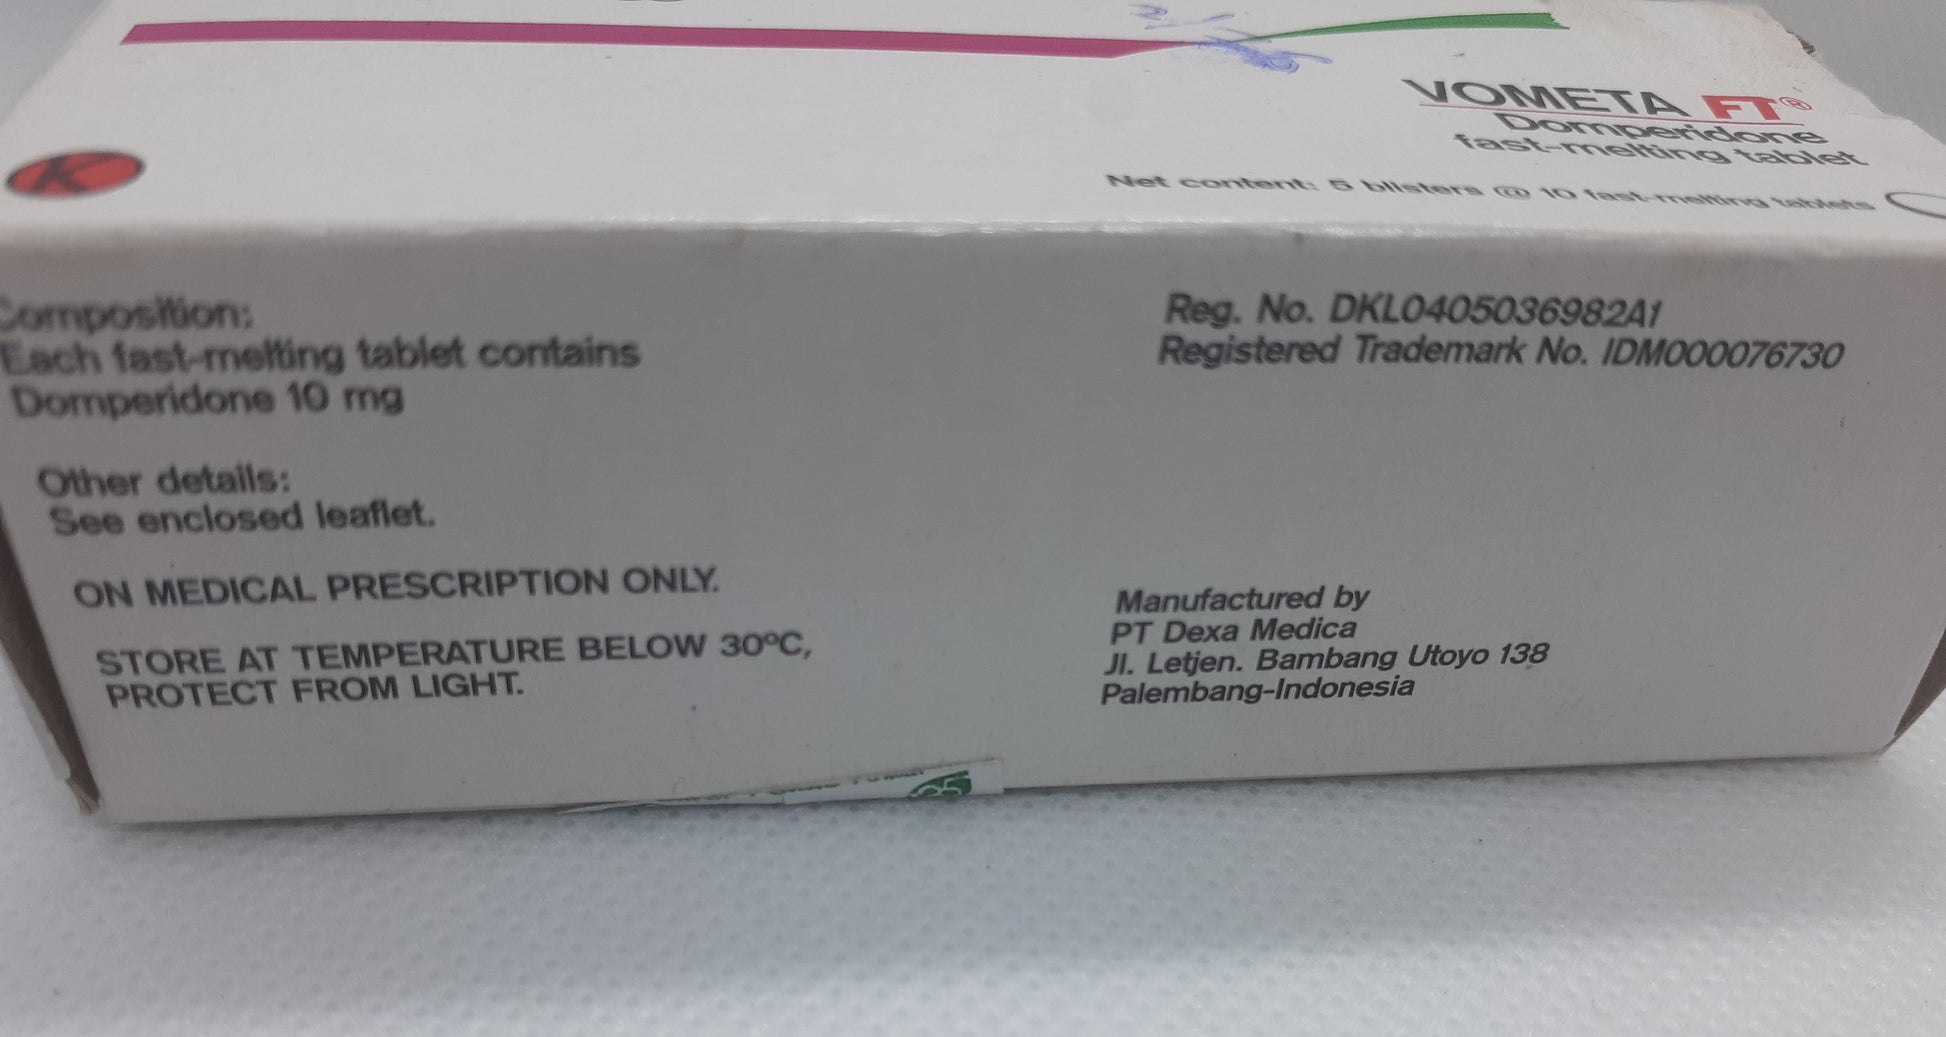 K
VOMETA FT®
Domperidone
fast-melting tablet
Net content: 5 blisters @ 10 fast-melting tablets
Composition:
Each fast-melting tablet contains
Domperidone 10 mg
Other details:
See enclosed leaflet.
ON MEDICAL PRESCRIPTION ONLY.
STORE AT TEMPERATURE BELOW 30ºC,
PROTECT FROM LIGHT.
Reg. No. DKL0405036982A1
Registered Trademark No. IDM000076730
Manufactured by
PT Dexa Medica
Jl. Letjen. Bambang Utoyo 138
Palembang-Indonesia